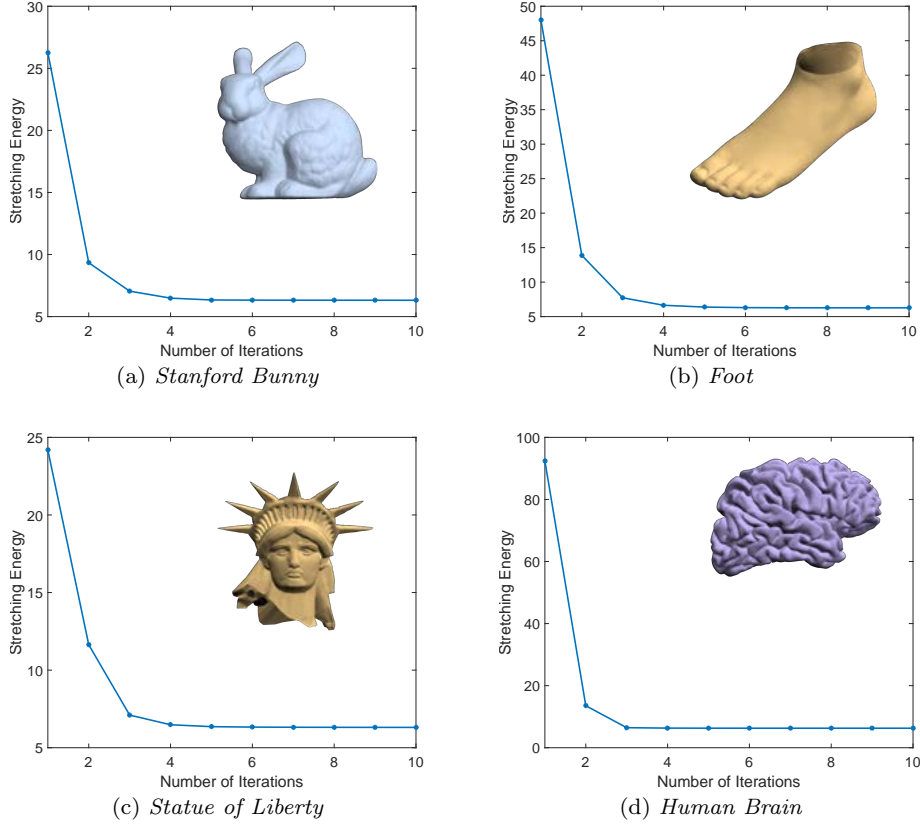 30
25
20
15
10
5
Stretching Energy
2 4 6 8 10
Number of Iterations
(a) Stanford Bunny
50
45
40
35
30
25
20
15
10
5
Stretching Energy
2 4 6 8 10
Number of Iterations
(b) Foot
25
20
15
10
5
Stretching Energy
2 4 6 8 10
Number of Iterations
(c) Statue of Liberty
100
80
60
40
20
0
Stretching Energy
2 4 6 8 10
Number of Iterations
(d) Human Brain